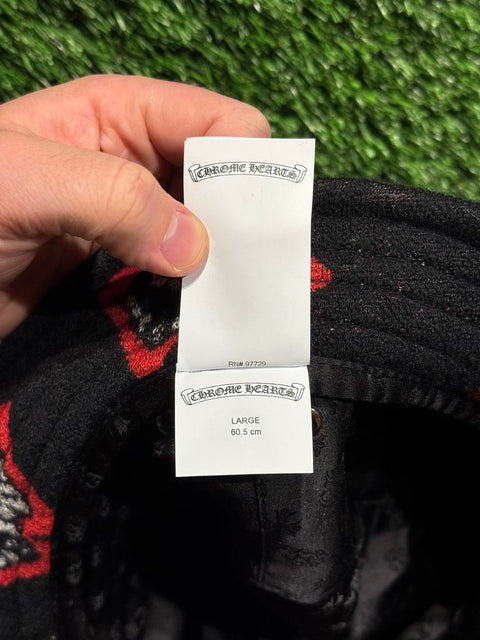 CHROME HEARTS
RN# 97729
CHROME HEARTS
LARGE
60.5 cm